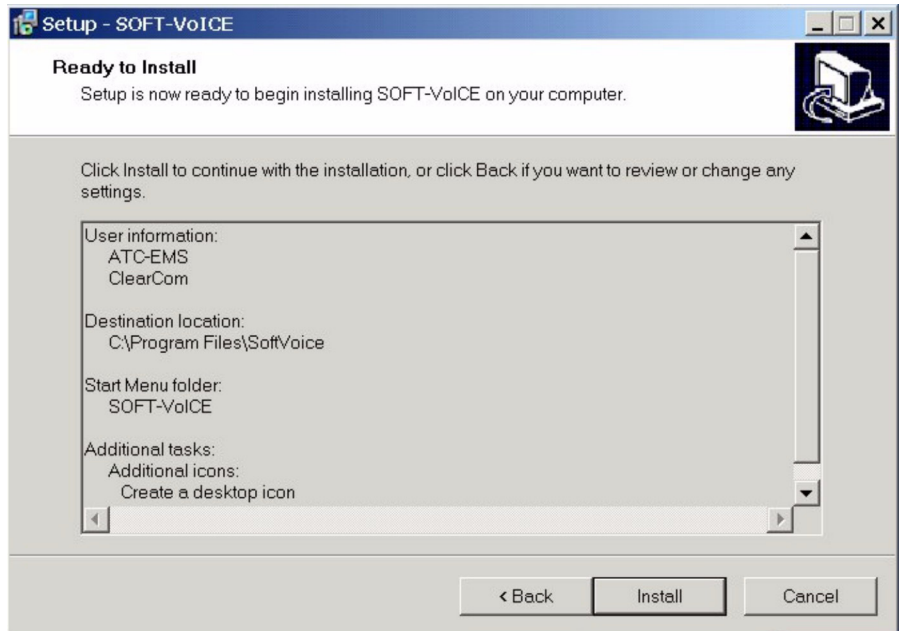 Setup - SOFT-VoICE
Ready to Install
Setup is now ready to begin installing SOFT-VoICE on your computer.
Click Install to continue with the installation, or click Back if you want to review or change any
settings.
User information:
ATC-EMS
ClearCom
Destination location:
C:\Program Files\SoftVoice
Start Menu folder:
SOFT-VoICE
Additional tasks:
Additional icons:
Create a desktop icon
< Back
Install
Cancel